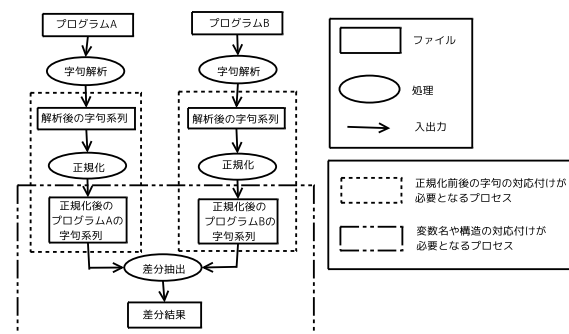 プログラムA
プログラムB
字句解析
字句解析
解析後の字句系列
解析後の字句系列
正規化
正規化
正規化後の
プログラムAの
字句系列
正規化後の
プログラムBの
字句系列
差分抽出
差分結果
ファイル
処理
入出力
正規化前後の字句の対応付けが
必要となるプロセス
変数名や構造の対応付けが
必要となるプロセス